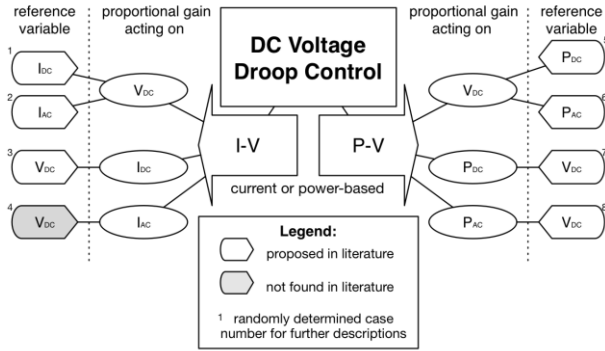 reference
variable
proportional gain
acting on
DC Voltage
Droop Control
proportional gain
acting on
reference
variable
1
IDC
2
IAC
VDC
3
VDC
IDC
4
VDC
IAC
I-V
P-V
current or power-based
VDC
5
PDC
6
PAC
PDC
7
VDC
PAC
8
VDC
Legend:
proposed in literature
not found in literature
1 randomly determined case
number for further descriptions